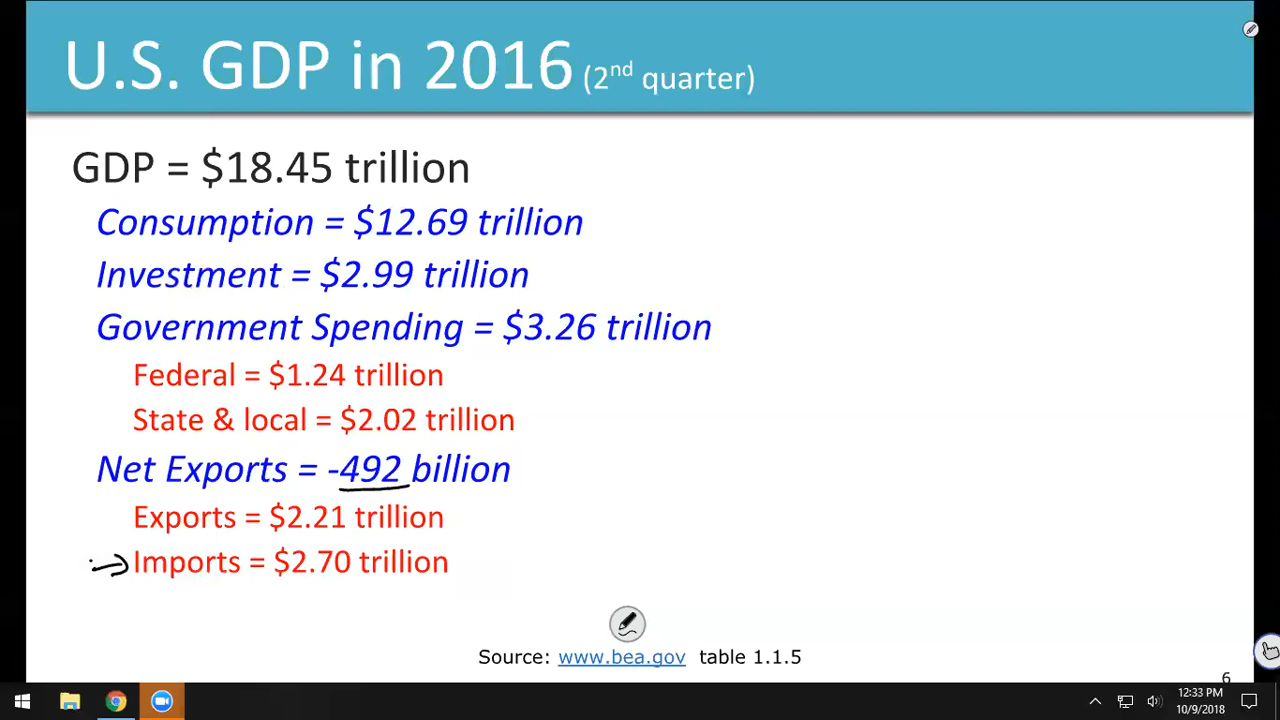 U.S. GDP in 2016 (2nd quarter)
GDP = $18.45 trillion
Consumption = $12.69 trillion
Investment = $2.99 trillion
Government Spending = $3.26 trillion
Federal = $1.24 trillion
State & local = $2.02 trillion
Net Exports = -492 billion
Exports = $2.21 trillion
Imports = $2.70 trillion
Source: www.bea.gov table 1.1.5
6
12:33 PM
10/9/2018